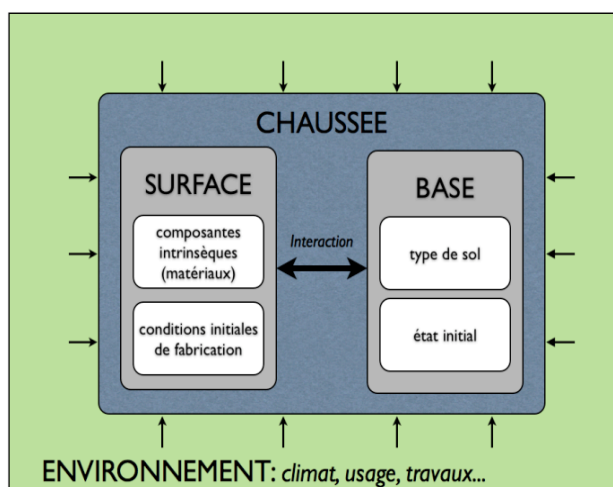 CHAUSSEE
SURFACE
composantes
intrinsèques
(matériaux)
conditions initiales
de fabrication
Interaction
BASE
type de sol
état initial
ENVIRONNEMENT: climat, usage, travaux...